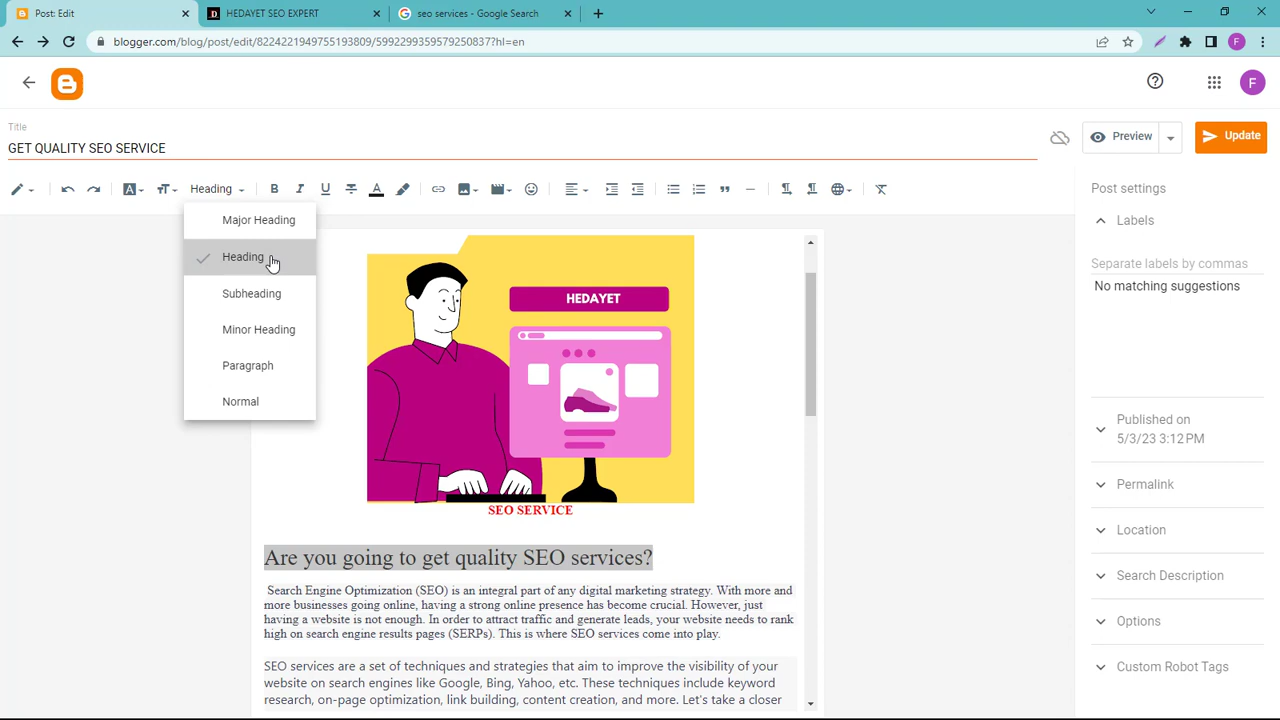 Post: Edit
HEDAYET SEO EXPERT
seo services - Google Search
blogger.com/blog/post/edit/8224221949755193809/5992299359579250837?hl=en
F
F
Title
GET QUALITY SEO SERVICE
Preview
Update
Heading
Major Heading
Heading
Subheading
Minor Heading
Paragraph
Normal
HEDAYET
SEO SERVICE
Are you going to get quality SEO services?
Search Engine Optimization (SEO) is an integral part of any digital marketing strategy. With more and
more businesses going online, having a strong online presence has become crucial. However, just
having a website is not enough. In order to attract traffic and generate leads, your website needs to rank
high on search engine results pages (SERPs). This is where SEO services come into play.
SEO services are a set of techniques and strategies that aim to improve the visibility of your
website on search engines like Google, Bing, Yahoo, etc. These techniques include keyword
research, on-page optimization, link building, content creation, and more. Let's take a closer
Post settings
Labels
Separate labels by commas
No matching suggestions
Published on
5/3/23 3:12 PM
Permalink
Location
Search Description
Options
Custom Robot Tags